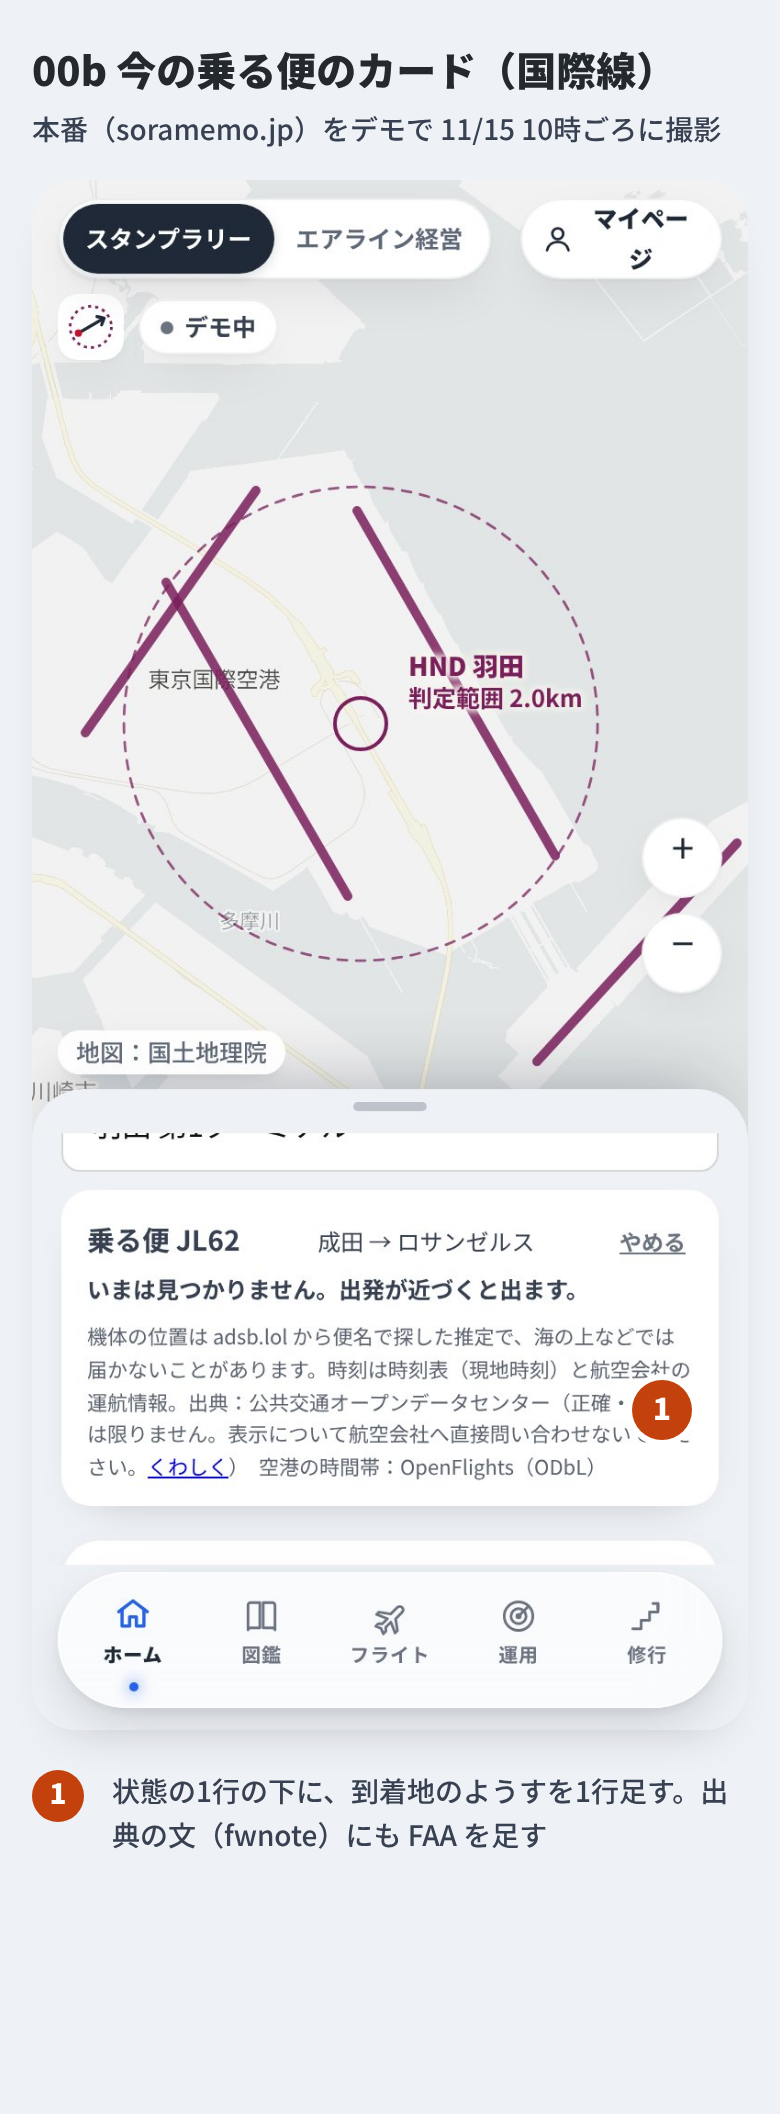 00b 今の乗る便のカード（国際線）
本番（soramemo.jp）をデモで 11/15 10時ごろに撮影
スタンプラリー
エアライン経営
マイペー
ジ
デモ中
HND 羽田
判定範囲 2.0km
東京国際空港
+
多摩川
−
地図：国土地理院
川崎市
乗る便 JL62
成田 → ロサンゼルス
やめる
いまは見つかりません。出発が近づくと出ます。
機体の位置は adsb.lol から便名で探した推定で、海の上などでは
届かないことがあります。時刻は時刻表（現地時刻）と航空会社の
運航情報。出典：公共交通オープンデータセンター（正確・
1
は限りません。表示について航空会社へ直接問い合わせない
さい。くわしく） 空港の時間帯：OpenFlights（ODbL）
ホーム
図鑑
フライト
運用
修行
1
状態の1行の下に、到着地のようすを1行足す。出
典の文（fwnote）にも FAA を足す